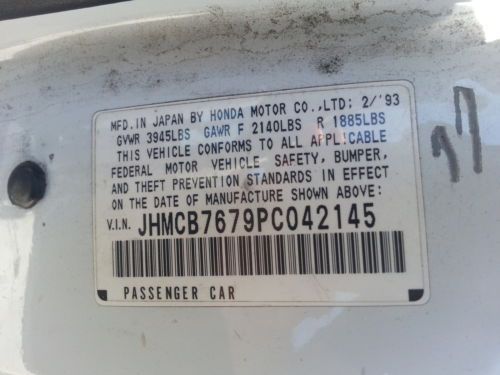 MFD.IN JAPAN BY HONDA MOTOR CO.,LTD: 2/'93
GVWR 3945LBS GAWR F 2140LBS R 1885LBS
THIS VEHICLE CONFORMS TO ALL APPLICABLE
FEDERAL MOTOR VEHICLE SAFETY, BUMPER,
AND THEFT PREVENTION STANDARDS IN EFFECT
ON THE DATE OF MANUFACTURE SHOWN ABOVE:
V.I.N. JHMCB7679PC042145
PASSENGER CAR